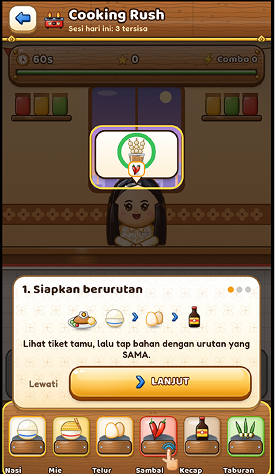 Cooking Rush
Sesi hari ini: 3 tersisa
60s
0
Combo 0
1. Siapkan berurutan
Lihat tiket tamu, lalu tap bahan dengan urutan yang
SAMA.
Lewati
LANJUT
Nasi Mie Telur Sambal Kecap Taburan